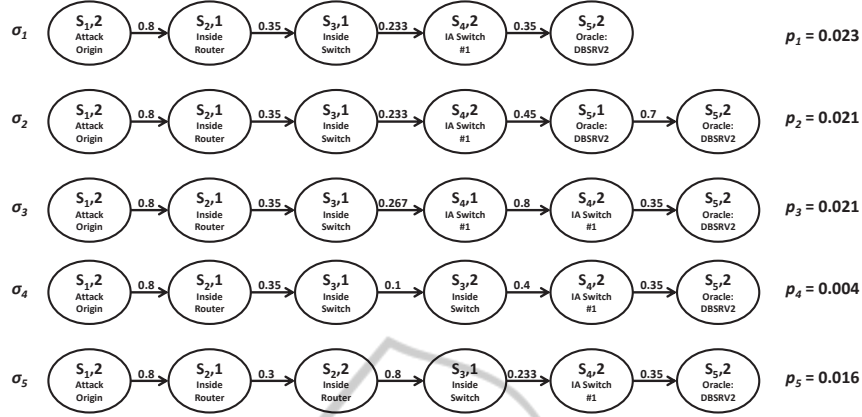 σ1 S1,2 Attack Origin 0.8 S2,1 Inside Router 0.35 S3,1 Inside Switch 0.233 S4,2 IA Switch #1 0.35 S5,2 Oracle: DBSRV2 p1 = 0.023
σ2 S1,2 Attack Origin 0.8 S2,1 Inside Router 0.35 S3,1 Inside Switch 0.233 S4,2 IA Switch #1 0.45 S5,1 Oracle: DBSRV2 0.7 S5,2 Oracle: DBSRV2 p2 = 0.021
σ3 S1,2 Attack Origin 0.8 S2,1 Inside Router 0.35 S3,1 Inside Switch 0.267 S4,1 IA Switch #1 0.8 S4,2 IA Switch #1 0.35 S5,2 Oracle: DBSRV2 p3 = 0.021
σ4 S1,2 Attack Origin 0.8 S2,1 Inside Router 0.35 S3,1 Inside Switch 0.1 S3,2 Inside Switch 0.4 S4,2 IA Switch #1 0.35 S5,2 Oracle: DBSRV2 p4 = 0.004
σ5 S1,2 Attack Origin 0.8 S2,1 Inside Router 0.3 S2,2 Inside Router 0.8 S3,1 Inside Switch 0.233 S4,2 IA Switch #1 0.35 S5,2 Oracle: DBSRV2 p5 = 0.016